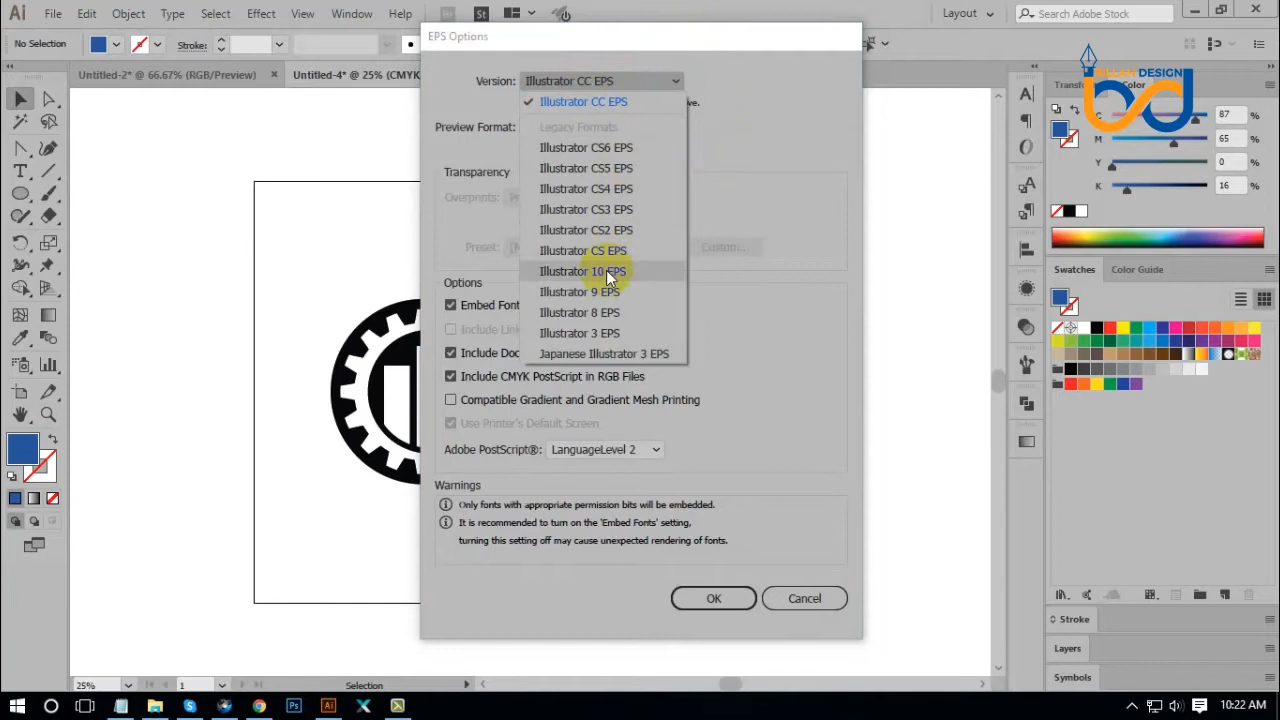 Ai File Edit Object Type Select Effect View Window Help Br St Layout Search Adobe Stock
EPS Options
No Selection Stroke:
Untitled-2* @ 66.67% (RGB/Preview) × Untitled-4* @ 25% (CMYK
Version: Illustrator CC EPS
Illustrator CC EPS
ve.
Legacy Formats
Preview Format:
Illustrator CS6 EPS
Illustrator CS5 EPS
Transparency
Illustrator CS4 EPS
Overprints:
Illustrator CS3 EPS
Illustrator CS2 EPS
Preset: Custom...
Illustrator CS EPS
Illustrator 10 EPS
Options
Illustrator 9 EPS
Embed Font
Illustrator 8 EPS
Include Link
Illustrator 3 EPS
Include Doc
Japanese Illustrator 3 EPS
Include CMYK PostScript in RGB Files
Compatible Gradient and Gradient Mesh Printing
Use Printer's Default Screen
Adobe PostScript®: LanguageLevel 2
Warnings
Only fonts with appropriate permission bits will be embedded.
It is recommended to turn on the 'Embed Fonts' setting,
turning this setting off may cause unexpected rendering of fonts.
OK Cancel
DESIGN
bd
Color
C 87 %
M 65 %
Y 0 %
K 16 %
Swatches Color Guide
Stroke
Layers
Symbols
25% 1 Selection
10:22 AM